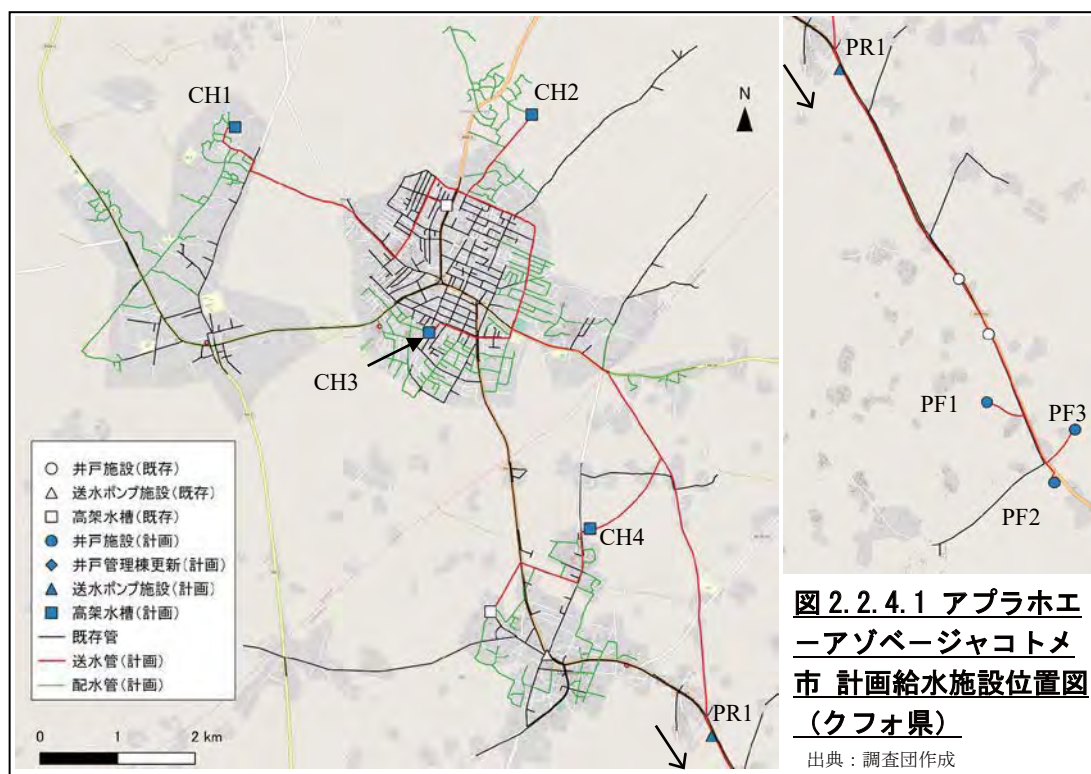 CH1
CH2
N
CH3
CH4
PR1
○ 井戸施設(既存)
△ 送水ポンプ施設(既存)
□ 高架水槽(既存)
● 井戸施設(計画)
◆ 井戸管理棟更新(計画)
▲ 送水ポンプ施設(計画)
■ 高架水槽(計画)
既存管
送水管(計画)
配水管(計画)
0 1 2 km
PR1
PF1
PF3
PF2
図 2.2.4.1 アプラホエ
ーアゾベージャコトメ
市 計画給水施設位置図
(クフォ県)
出典:調査団作成